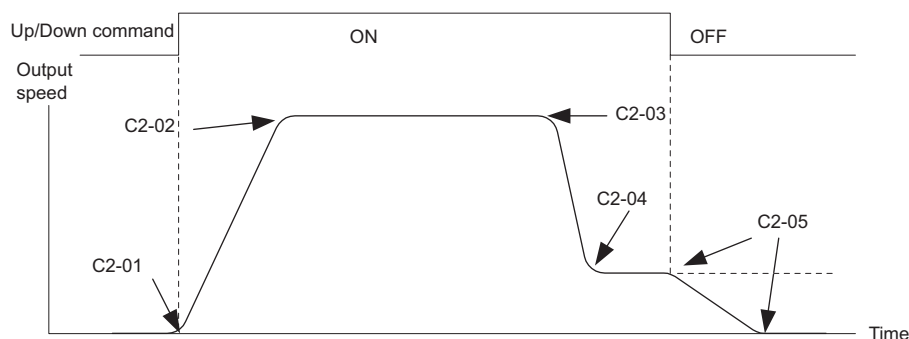 Up/Down command
ON
OFF
Output
speed
C2-02
C2-03
C2-04
C2-05
C2-01
Time